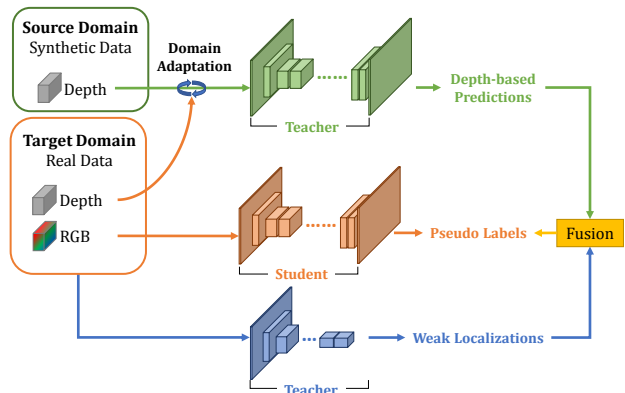 Source Domain
Synthetic Data
Depth
Domain
Adaptation
Teacher
Depth-based
Predictions
Target Domain
Real Data
Depth
RGB
Student
Pseudo Labels
Fusion
Teacher
Weak Localizations